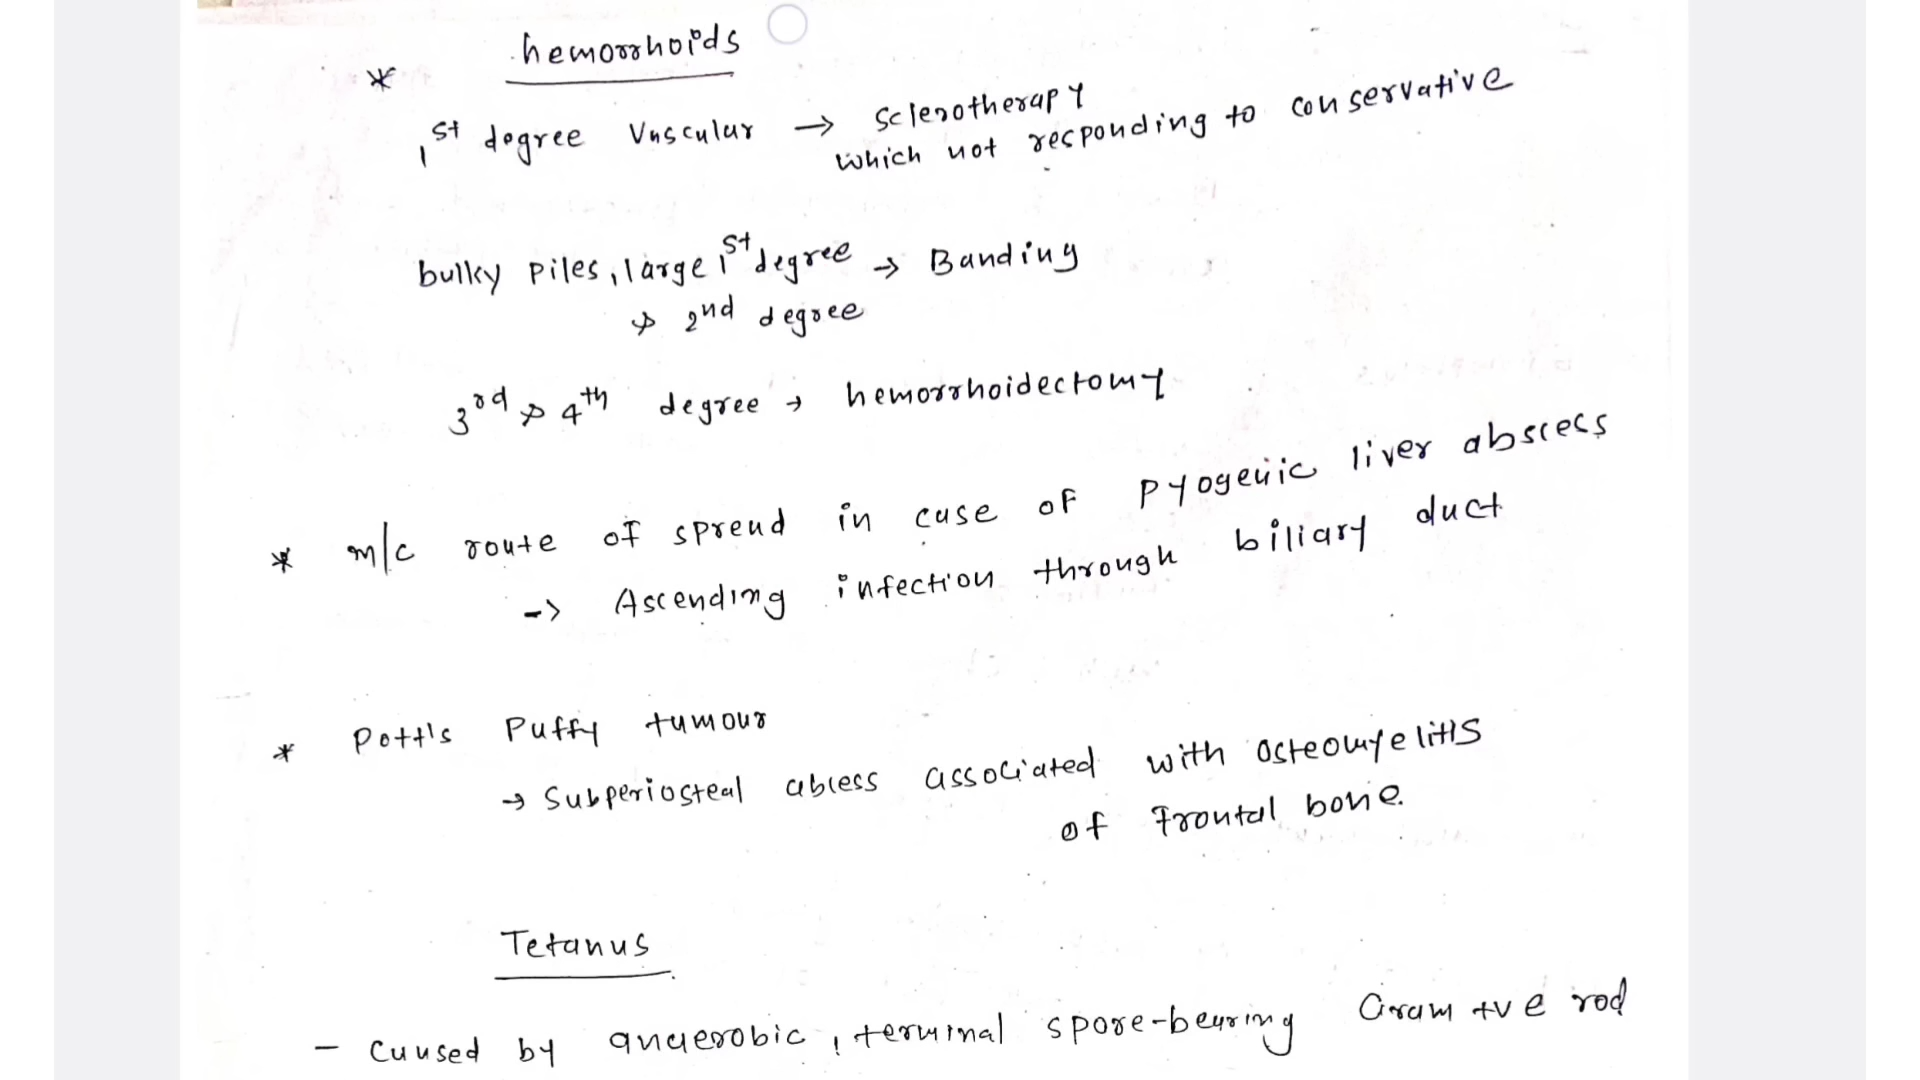 * hemorrhoids
1st degree Vascular → Sclerotherapy
which not responding to conservative
bulky piles, large 1st degree → Banding
& 2nd degree
3rd & 4th degree → hemorrhoidectomy
* m/c route of spread in case of pyogenic liver abscess
-> Ascending infection through biliary duct
* Pott's Puffy tumour
→ Subperiosteal abcess associated with osteomyelitis
of Frontal bone.
Tetanus
- Caused by anaerobic, terminal spore-bearing Gram +ve rod